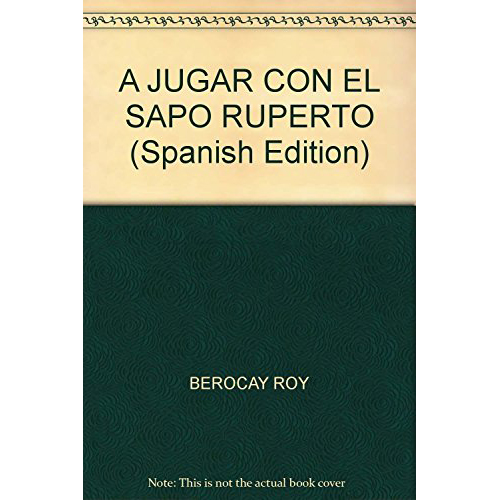 A JUGAR CON EL
SAPO RUPERTO
(Spanish Edition)
BEROCAY ROY
Note: This is not the actual book cover